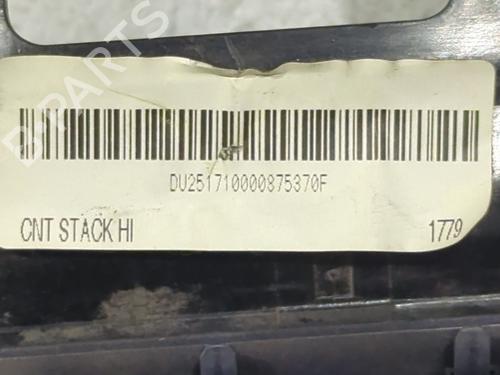 B-PARTS
DU251710000875370F
CNT STACK HI
1779